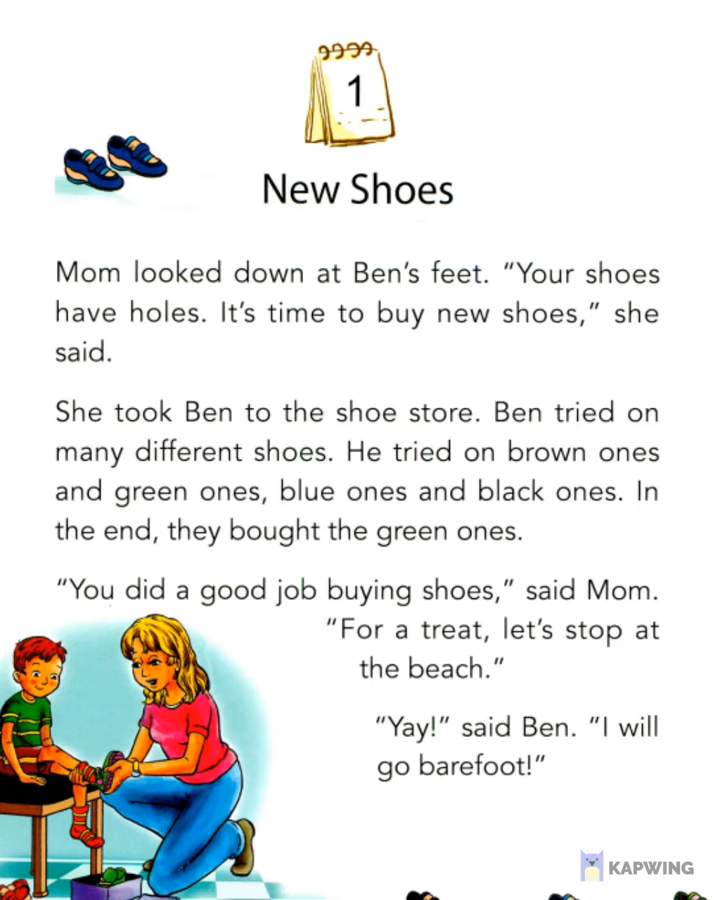 1
New Shoes
Mom looked down at Ben’s feet. “Your shoes
have holes. It’s time to buy new shoes,” she
said.
She took Ben to the shoe store. Ben tried on
many different shoes. He tried on brown ones
and green ones, blue ones and black ones. In
the end, they bought the green ones.
“You did a good job buying shoes,” said Mom.
“For a treat, let’s stop at
the beach.”
“Yay!” said Ben. “I will
go barefoot!”
KAPWING